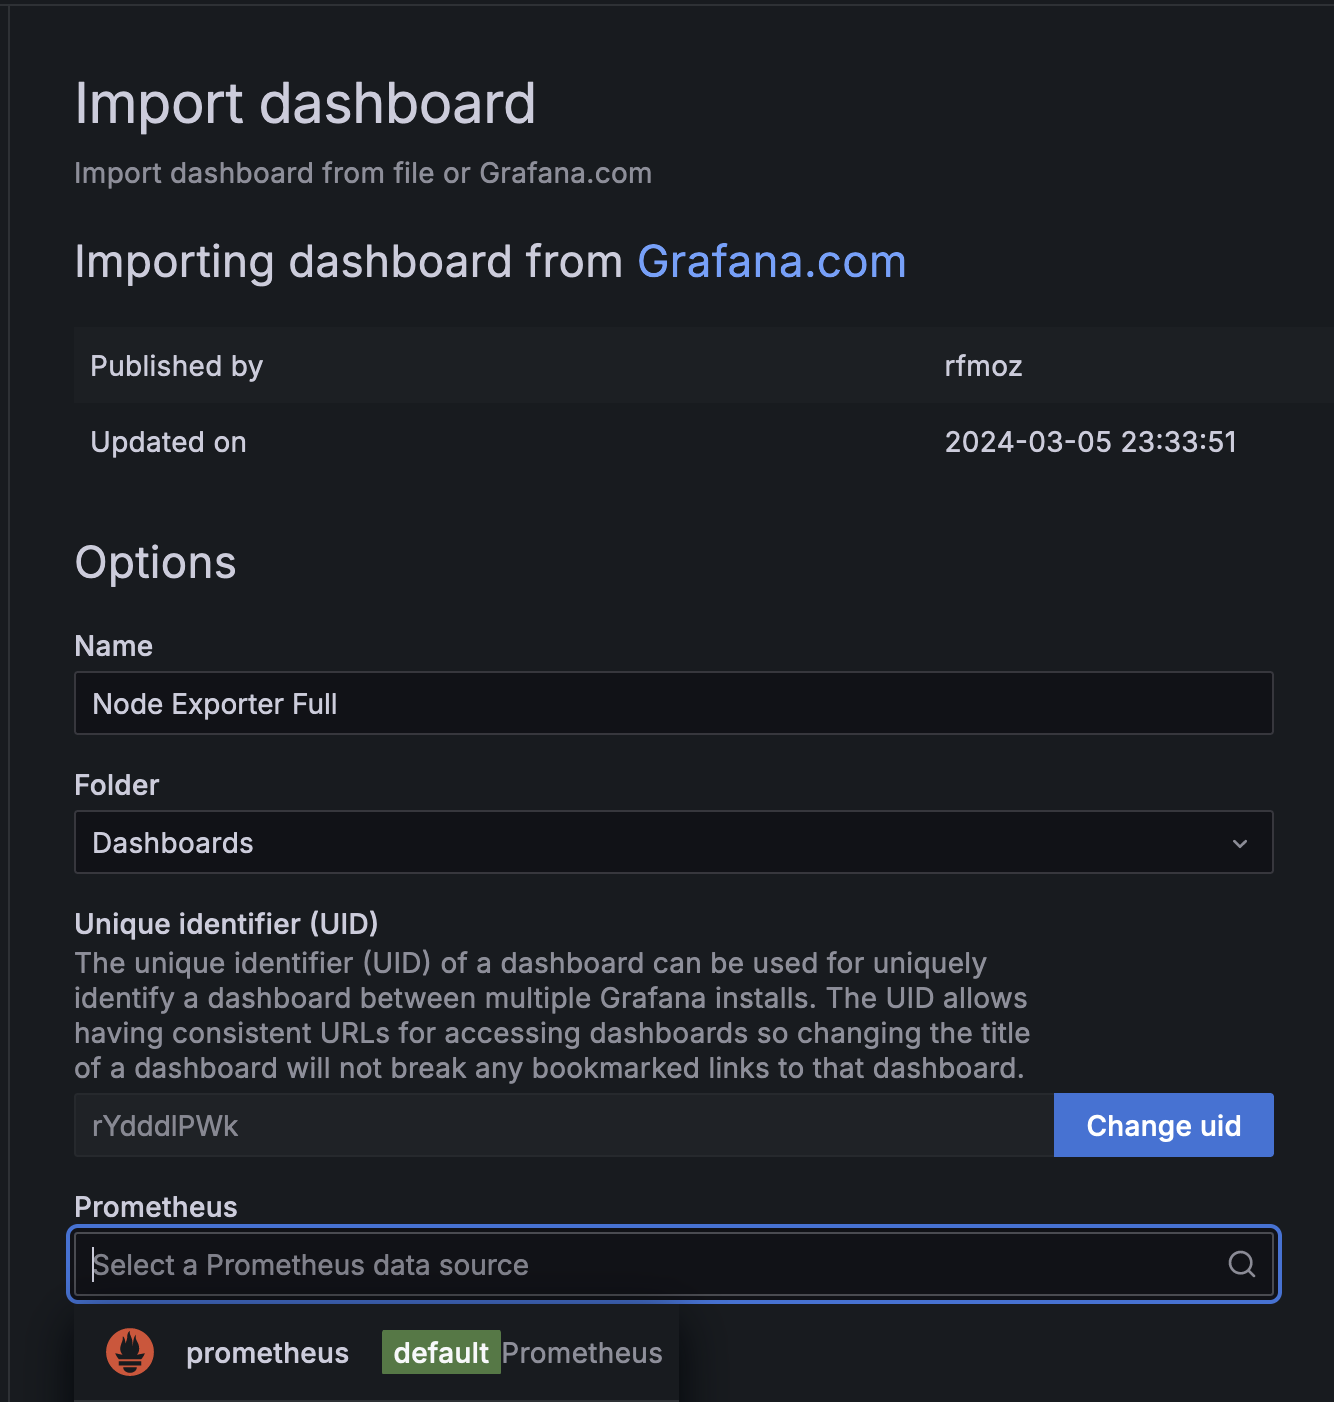 Import dashboard
Import dashboard from file or Grafana.com
Importing dashboard from Grafana.com
Published by rfmoz
Updated on 2024-03-05 23:33:51
Options
Name
Node Exporter Full
Folder
Dashboards
Unique identifier (UID)
The unique identifier (UID) of a dashboard can be used for uniquely
identify a dashboard between multiple Grafana installs. The UID allows
having consistent URLs for accessing dashboards so changing the title
of a dashboard will not break any bookmarked links to that dashboard.
rYdddlPWk Change uid
Prometheus
Select a Prometheus data source
prometheus default Prometheus